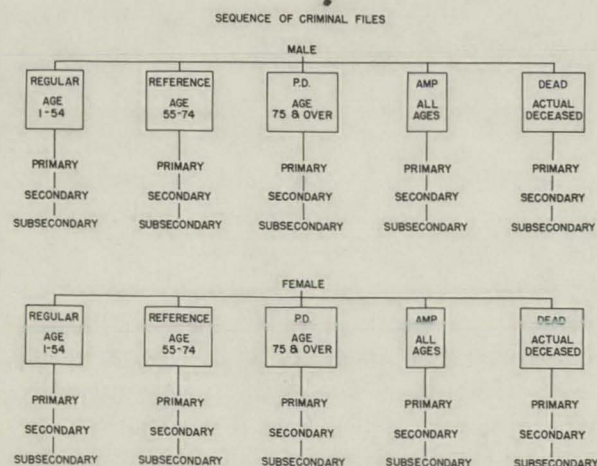 SEQUENCE OF CRIMINAL FILES
MALE
REGULAR REFERENCE P.D. AMP DEAD
AGE AGE AGE ALL ACTUAL
1-54 55-74 75 & OVER AGES DECEASED
PRIMARY PRIMARY PRIMARY PRIMARY PRIMARY
SECONDARY SECONDARY SECONDARY SECONDARY SECONDARY
SUBSECONDARY SUBSECONDARY SUBSECONDARY SUBSECONDARY SUBSECONDARY
FEMALE
REGULAR REFERENCE P.D. AMP DEAD
AGE AGE AGE ALL ACTUAL
1-54 55-74 75 & OVER AGES DECEASED
PRIMARY PRIMARY PRIMARY PRIMARY PRIMARY
SECONDARY SECONDARY SECONDARY SECONDARY SECONDARY
SUBSECONDARY SUBSECONDARY SUBSECONDARY SUBSECONDARY SUBSECONDARY